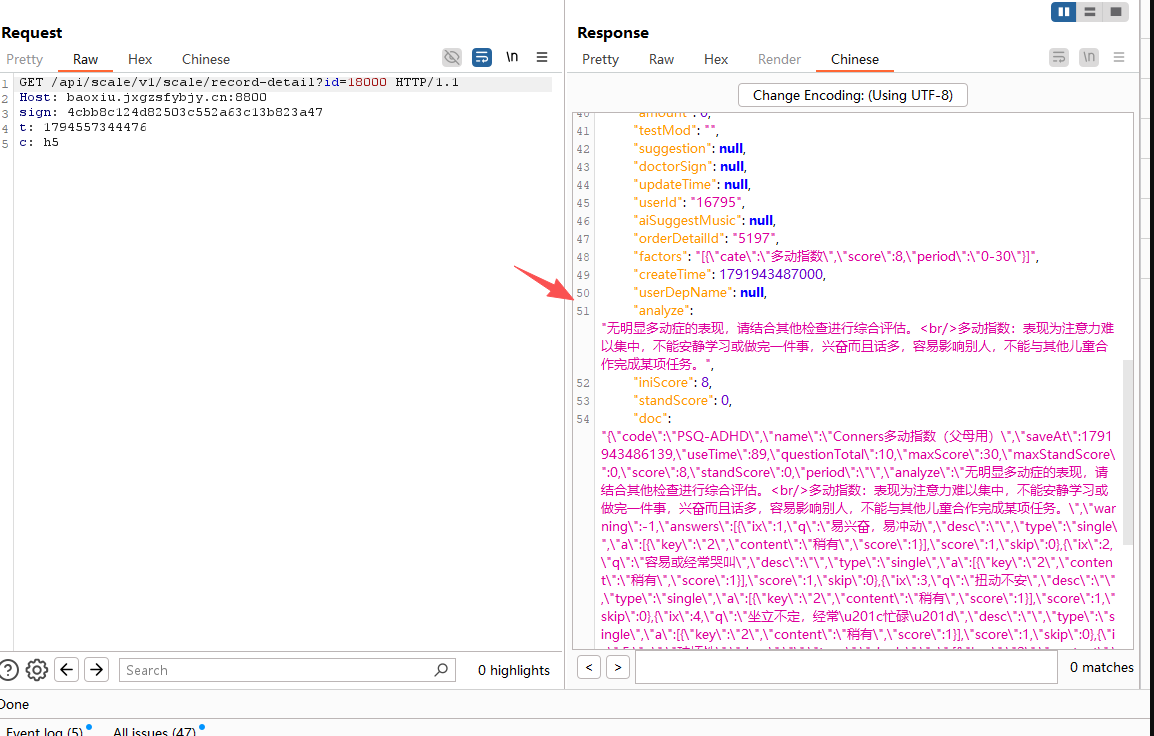 Request
Pretty Raw Hex Chinese
\n
1 GET /api/scale/v1/scale/record-detail?id=18000 HTTP/1.1
2 Host: baoxiu.jxgzsfybjy.cn:8800
3 sign: 4cbb8c124d82503c552a63c13b823a47
4 t: 1794557344476
5 c: h5
Search
0 highlights
Response
Pretty Raw Hex Render Chinese
\n
Change Encoding: (Using UTF-8)
40 "amount": 0,
41 "testMod": "",
42 "suggestion": null,
43 "doctorSign": null,
44 "updateTime": null,
45 "userId": "16795",
46 "aiSuggestMusic": null,
47 "orderDetailId": "5197",
48 "factors": "[{\"cate\":\"多动指数\",\"score\":8,\"period\":\"0-30\"}]",
49 "createTime": 1791943487000,
50 "userDepName": null,
51 "analyze":
"无明显多动症的表现，请结合其他检查进行综合评估。<br/>多动指数：表现为注意力难
以集中，不能安静学习或做完一件事，兴奋而且话多，容易影响别人，不能与其他儿童合
作完成某项任务。",
52 "iniScore": 8,
53 "standScore": 0,
54 "doc":
"{\"code\":\"PSQ-ADHD\",\"name\":\"Conners多动指数（父母用）\",\"saveAt\":1791
943486139,\"useTime\":89,\"questionTotal\":10,\"maxScore\":30,\"maxStandScore\
":0,\"score\":8,\"standScore\":0,\"period\":\"\",\"analyze\":\"无明显多动症的表现，请
结合其他检查进行综合评估。<br/>多动指数：表现为注意力难以集中，不能安静学习或
做完一件事，兴奋而且话多，容易影响别人，不能与其他儿童合作完成某项任务。\",\"war
ning\":-1,\"answers\":[{\"ix\":1,\"q\":\"易兴奋，易冲动\",\"desc\":\"\",\"type\":\"single\"
,\"a\":[{\"key\":\"2\",\"content\":\"稍有\",\"score\":1}],\"score\":1,\"skip\":0},{\"ix\":2,
\"q\":\"容易或经常哭叫\",\"desc\":\"\",\"type\":\"single\",\"a\":[{\"key\":\"2\",\"conten
t\":\"稍有\",\"score\":1}],\"score\":1,\"skip\":0},{\"ix\":3,\"q\":\"扭动不安\",\"desc\":\"\"
,\"type\":\"single\",\"a\":[{\"key\":\"2\",\"content\":\"稍有\",\"score\":1}],\"score\":1,\"
skip\":0},{\"ix\":4,\"q\":\"坐立不定，经常\u201c忙碌\u201d\",\"desc\":\"\",\"type\":\"s
ingle\",\"a\":[{\"key\":\"2\",\"content\":\"稍有\",\"score\":1}],\"score\":1,\"skip\":0},{\"i
0 matches
Done
Event log (5) All issues (47)